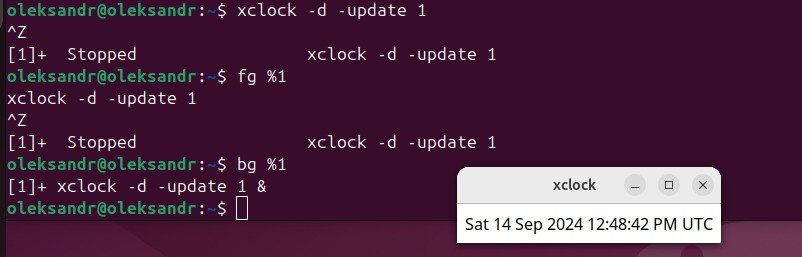 oleksandr@oleksandr:~$ xclock -d -update 1
^Z
[1]+  Stopped                 xclock -d -update 1
oleksandr@oleksandr:~$ fg %1
xclock -d -update 1
^Z
[1]+  Stopped                 xclock -d -update 1
oleksandr@oleksandr:~$ bg %1
[1]+ xclock -d -update 1 &
oleksandr@oleksandr:~$
xclock
Sat 14 Sep 2024 12:48:42 PM UTC